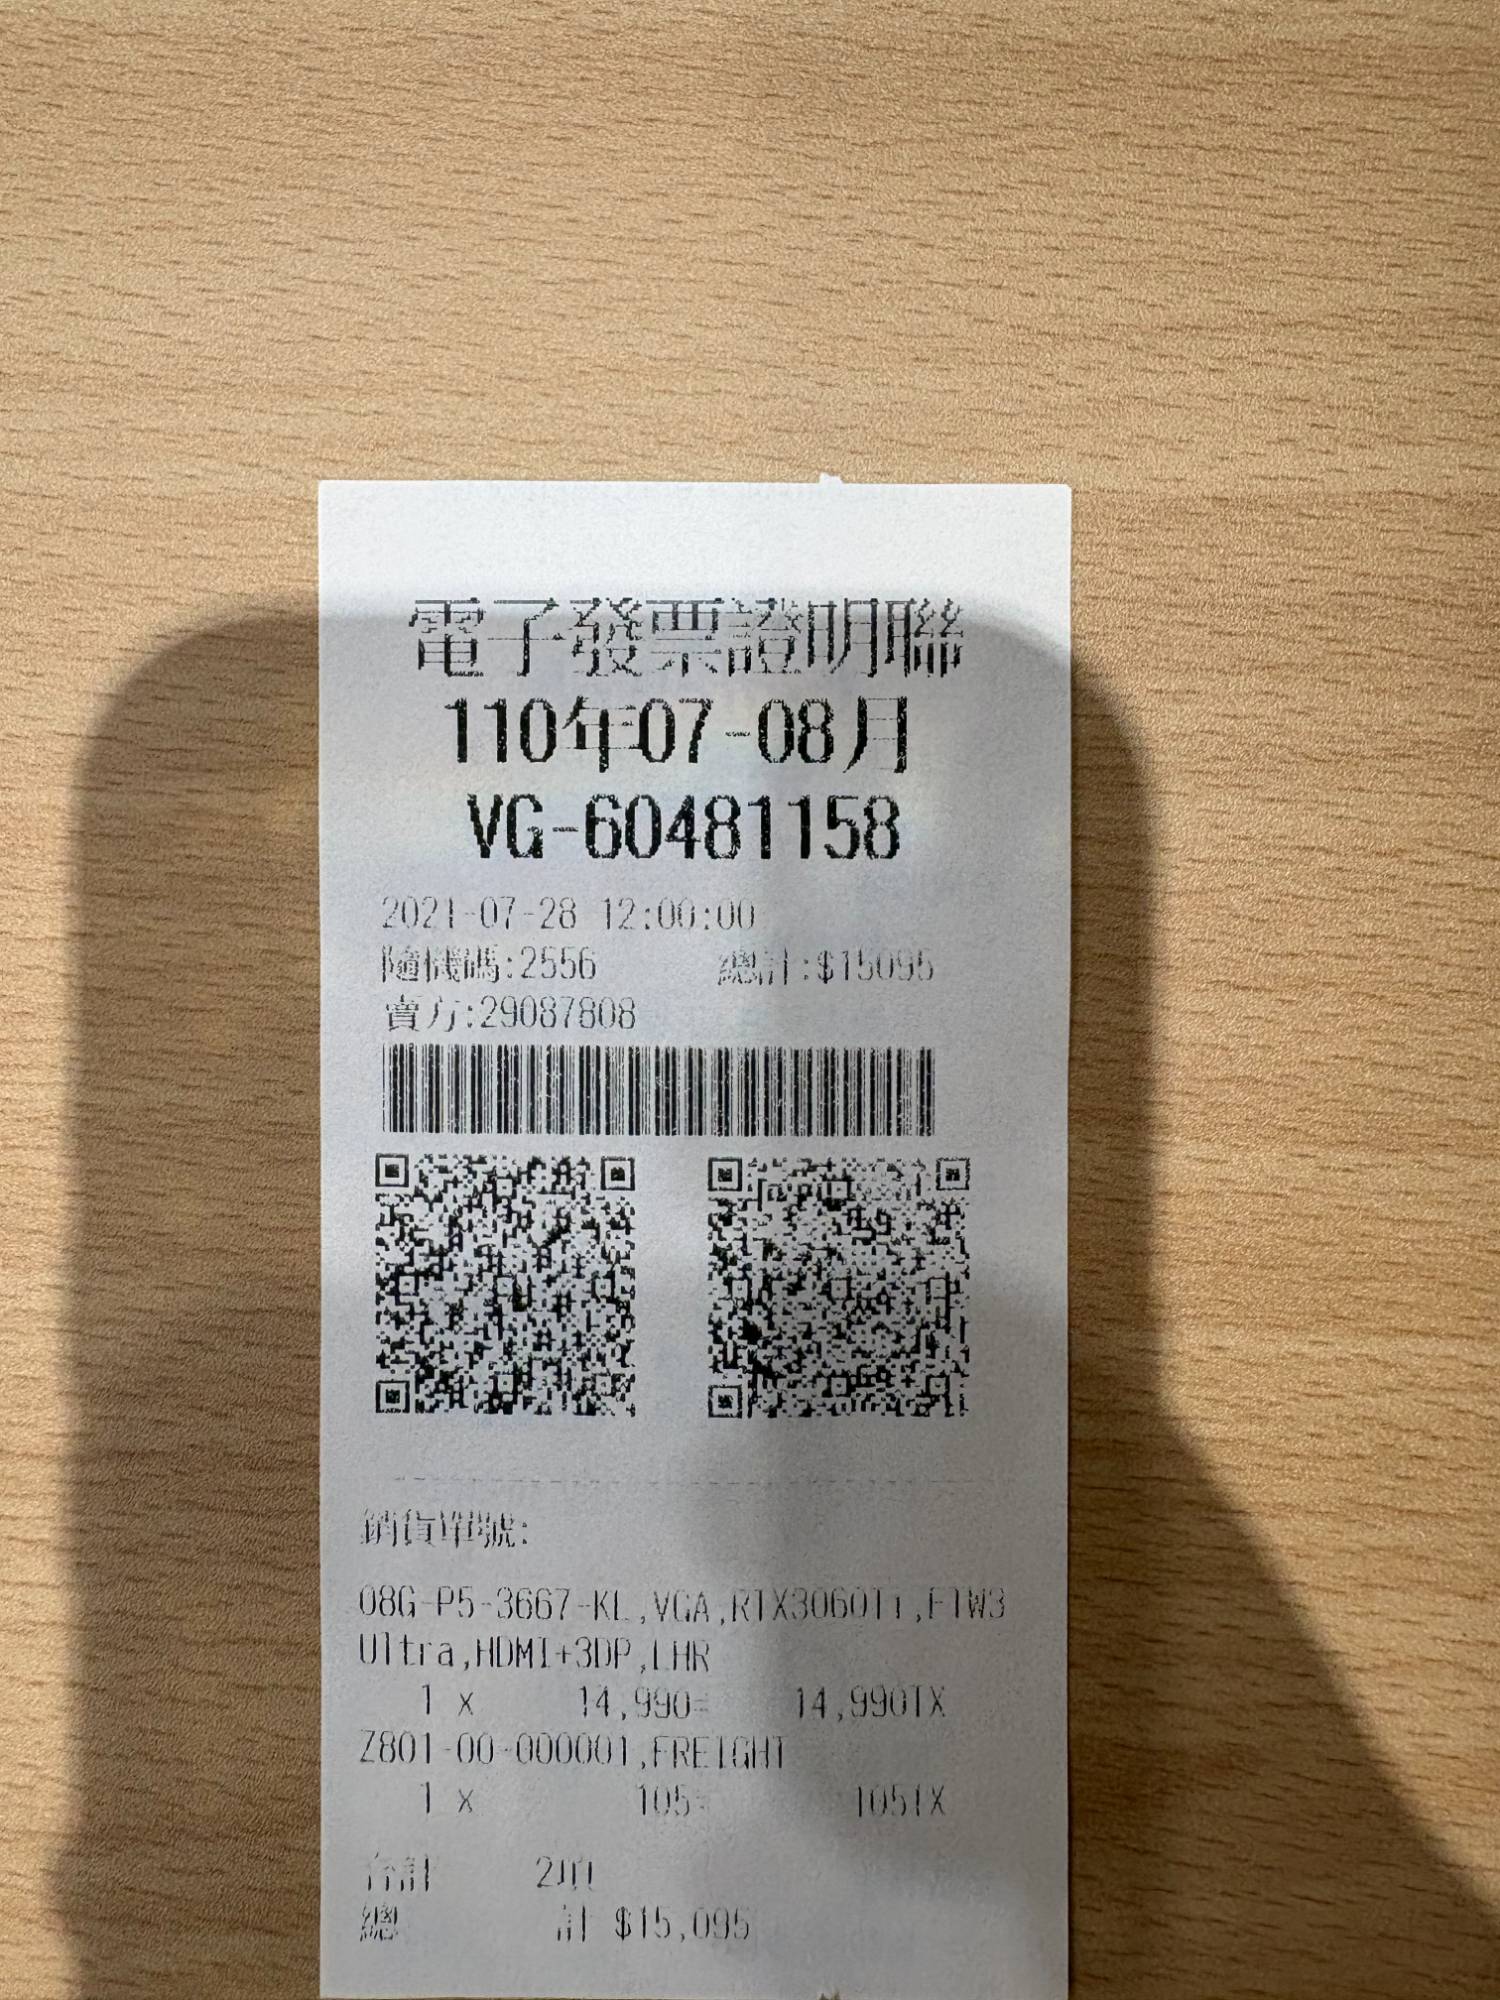 電子發票證明聯
110年07-08月
VG-60481158
2021-07-28 12:00:00
隨機碼:2556 總計:$15095
賣方:29087808
銷貨單號:
08G-P5-3667-KL,VGA,RTX3060Ti,FTW3
Ultra,HDMI+3DP,LHR
1 x 14,990= 14,990TX
Z801-00-000001,FREIGHT
1 x 105= 105TX
合計 2項
總 計 $15,095